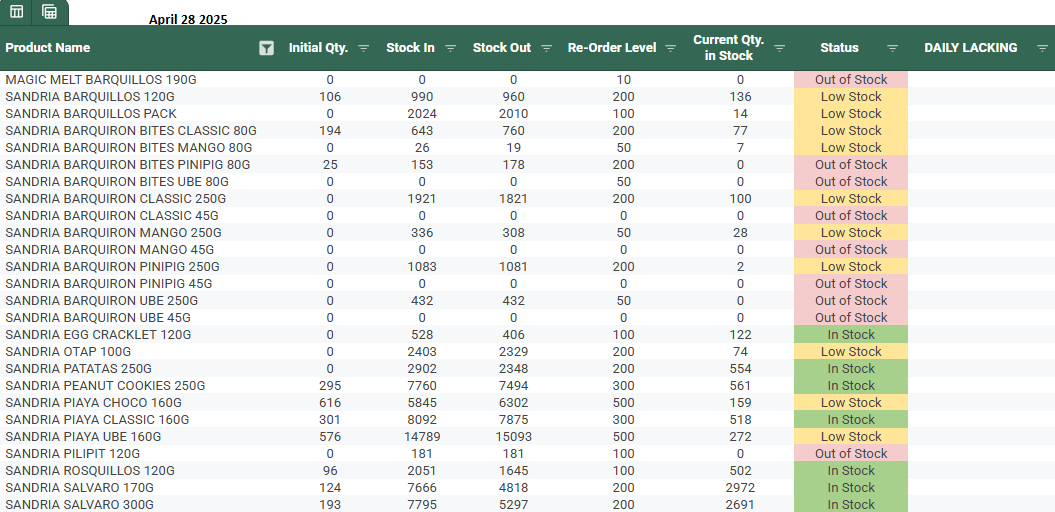 April 28 2025
Product Name Initial Qty. Stock In Stock Out Re-Order Level Current Qty. in Stock Status DAILY LACKING
MAGIC MELT BARQUILLOS 190G 0 0 0 10 0 Out of Stock
SANDRIA BARQUILLOS 120G 106 990 960 200 136 Low Stock
SANDRIA BARQUILLOS PACK 0 2024 2010 100 14 Low Stock
SANDRIA BARQUIRON BITES CLASSIC 80G 194 643 760 200 77 Low Stock
SANDRIA BARQUIRON BITES MANGO 80G 0 26 19 50 7 Low Stock
SANDRIA BARQUIRON BITES PINIPIG 80G 25 153 178 200 0 Out of Stock
SANDRIA BARQUIRON BITES UBE 80G 0 0 0 50 0 Out of Stock
SANDRIA BARQUIRON CLASSIC 250G 0 1921 1821 200 100 Low Stock
SANDRIA BARQUIRON CLASSIC 45G 0 0 0 0 0 Out of Stock
SANDRIA BARQUIRON MANGO 250G 0 336 308 50 28 Low Stock
SANDRIA BARQUIRON MANGO 45G 0 0 0 0 0 Out of Stock
SANDRIA BARQUIRON PINIPIG 250G 0 1083 1081 200 2 Low Stock
SANDRIA BARQUIRON PINIPIG 45G 0 0 0 0 0 Out of Stock
SANDRIA BARQUIRON UBE 250G 0 432 432 50 0 Out of Stock
SANDRIA BARQUIRON UBE 45G 0 0 0 0 0 Out of Stock
SANDRIA EGG CRACKLET 120G 0 528 406 100 122 In Stock
SANDRIA OTAP 100G 0 2403 2329 200 74 Low Stock
SANDRIA PATATAS 250G 0 2902 2348 200 554 In Stock
SANDRIA PEANUT COOKIES 250G 295 7760 7494 300 561 In Stock
SANDRIA PIAYA CHOCO 160G 616 5845 6302 500 159 Low Stock
SANDRIA PIAYA CLASSIC 160G 301 8092 7875 300 518 In Stock
SANDRIA PIAYA UBE 160G 576 14789 15093 500 272 Low Stock
SANDRIA PILIPIT 120G 0 181 181 100 0 Out of Stock
SANDRIA ROSQUILLOS 120G 96 2051 1645 100 502 In Stock
SANDRIA SALVARO 170G 124 7666 4818 200 2972 In Stock
SANDRIA SALVARO 300G 193 7795 5297 200 2691 In Stock